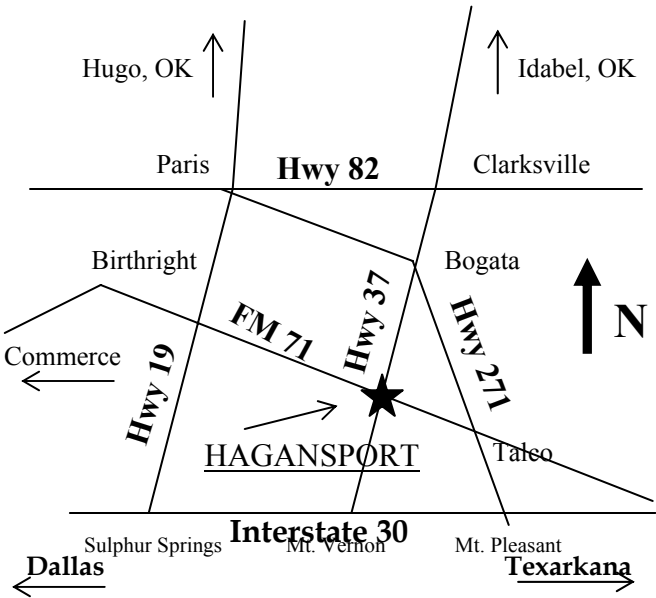 Hugo, OK
Idabel, OK
Paris
Hwy 82
Clarksville
Birthright
Bogata
Hwy 37
FM 71
Hwy 271
N
Commerce
Hwy 19
HAGANSPORT
Talco
Interstate 30
Sulphur Springs
Mt. Vernon
Mt. Pleasant
Dallas
Texarkana